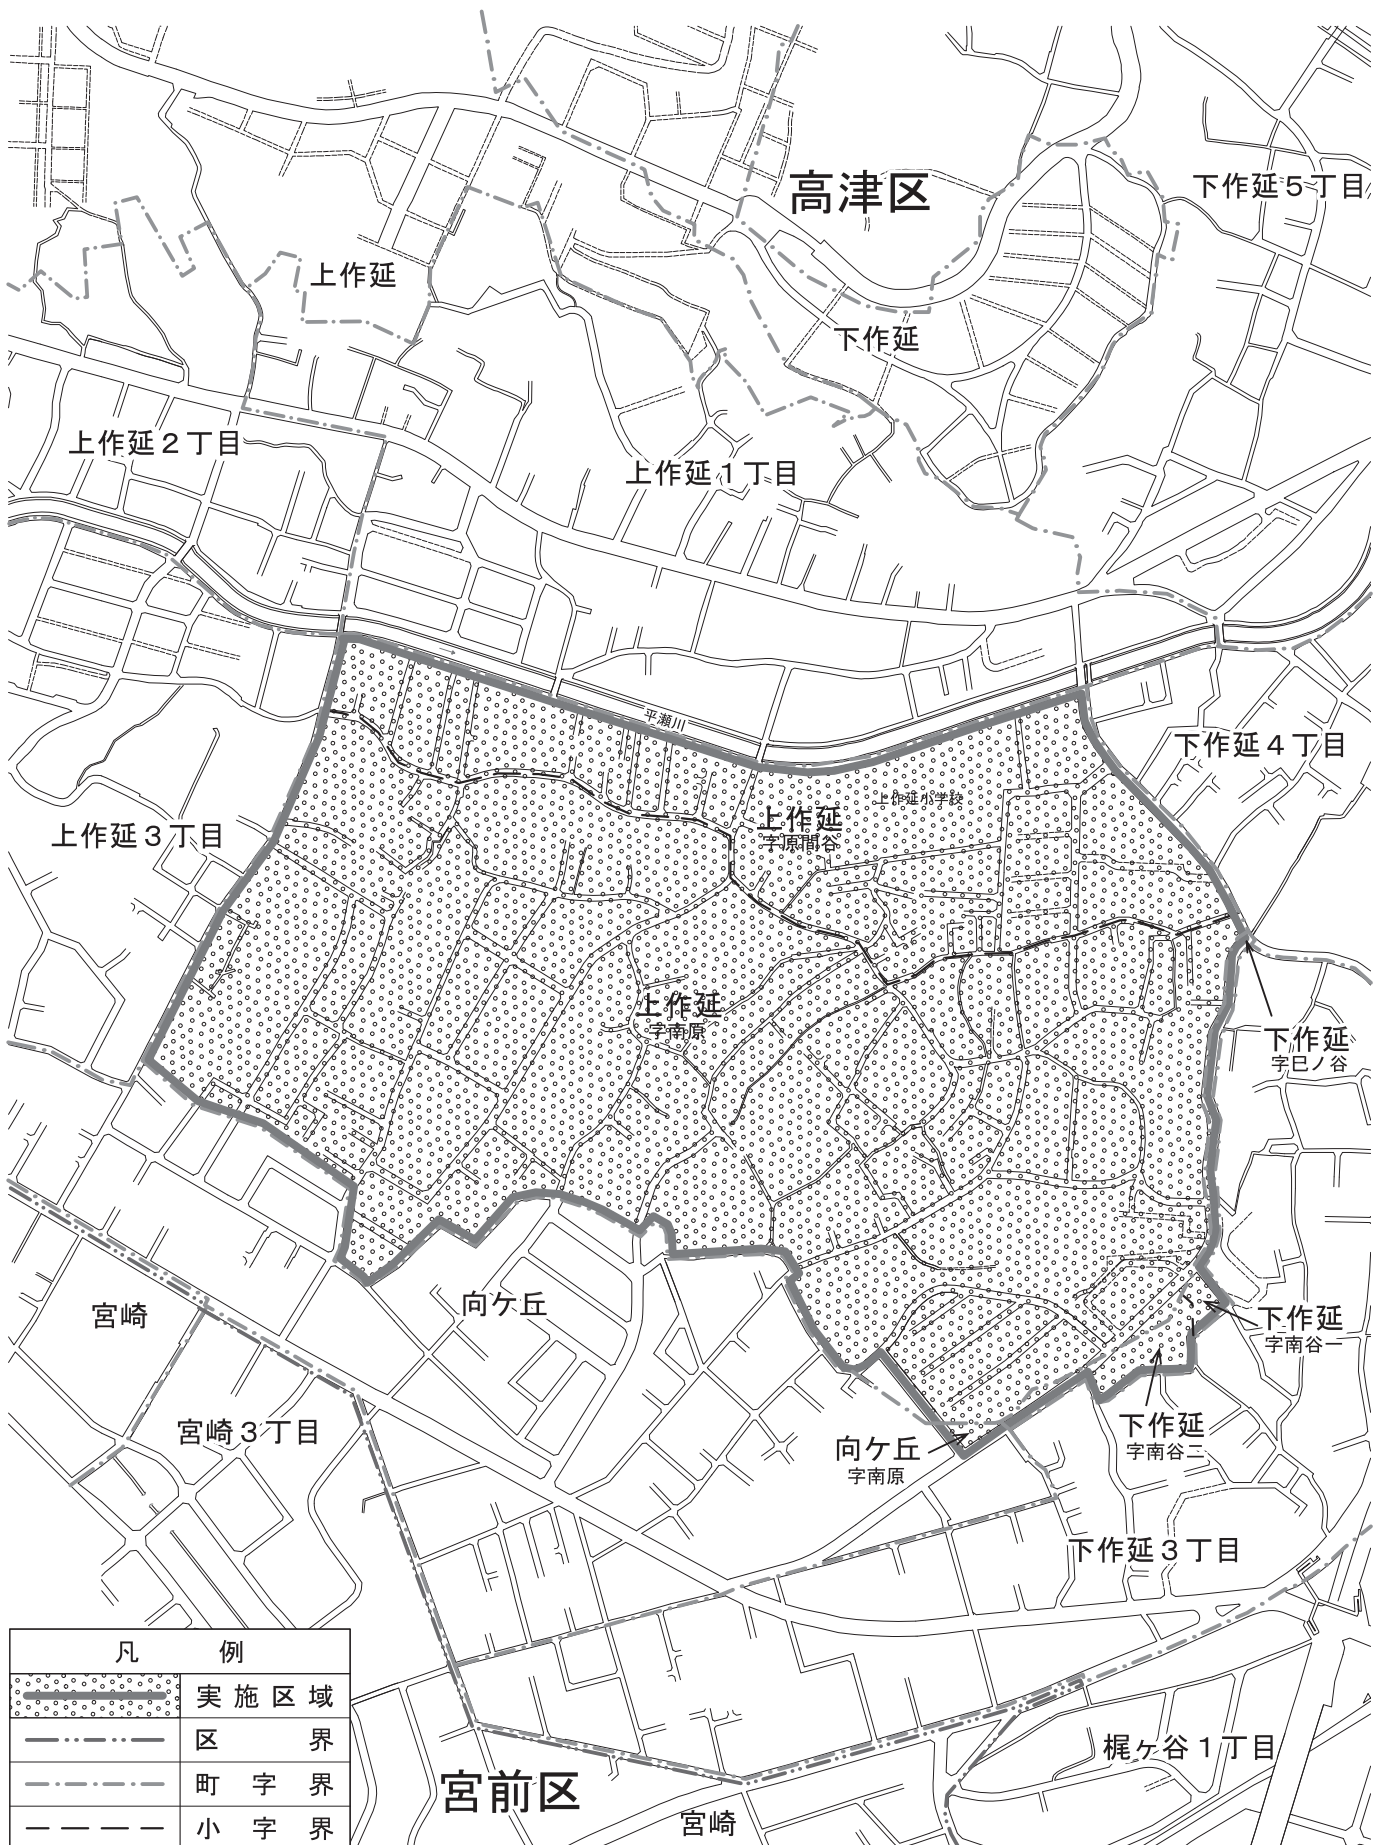 高津区
下作延５丁目
上作延
下作延
上作延２丁目
上作延１丁目
平瀬川
下作延４丁目
上作延小学校
上作延３丁目
上作延
字原間谷
上作延
字南原
下作延
字巳ノ谷
向ケ丘
宮崎
下作延
字南谷一
下作延
字南谷二
宮崎３丁目
向ケ丘
字南原
下作延３丁目
梶ヶ谷１丁目
宮前区
宮崎
凡 例
実施区域
区 界
町字界
小字界